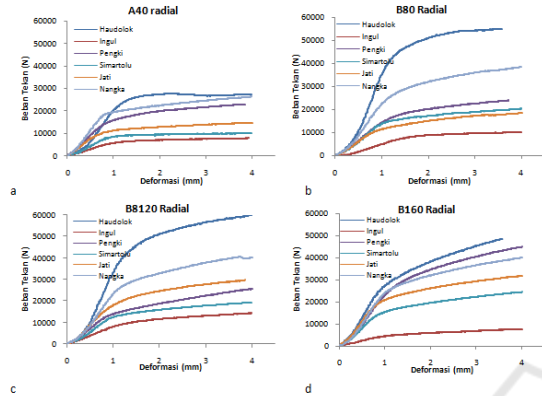 A40 radial
60000
50000
40000
30000
20000
10000
0
Beban Tekan (N)
Haudolok
Ingul
Pengki
Simartolu
Jati
Nangka
0 1 2 3 4 5
Deformasi (mm)
a
B80 Radial
60000
50000
40000
30000
20000
10000
0
Beban Tekan (N)
Haudolok
Ingul
Pengki
Simartolu
Jati
Nangka
0 1 2 3 4
Deformasi (mm)
b
B8120 Radial
60000
50000
40000
30000
20000
10000
0
Beban Tekan (N)
Haudolok
Ingul
Pengki
Simartolu
Jati
Nangka
0 1 2 3 4
Deformasi (mm)
c
B160 Radial
60000
50000
40000
30000
20000
10000
0
Beban Tekan (N)
Haudolok
Ingul
Pengki
Simartolu
Jati
Nangka
0 1 2 3 4
Deformasi (mm)
d